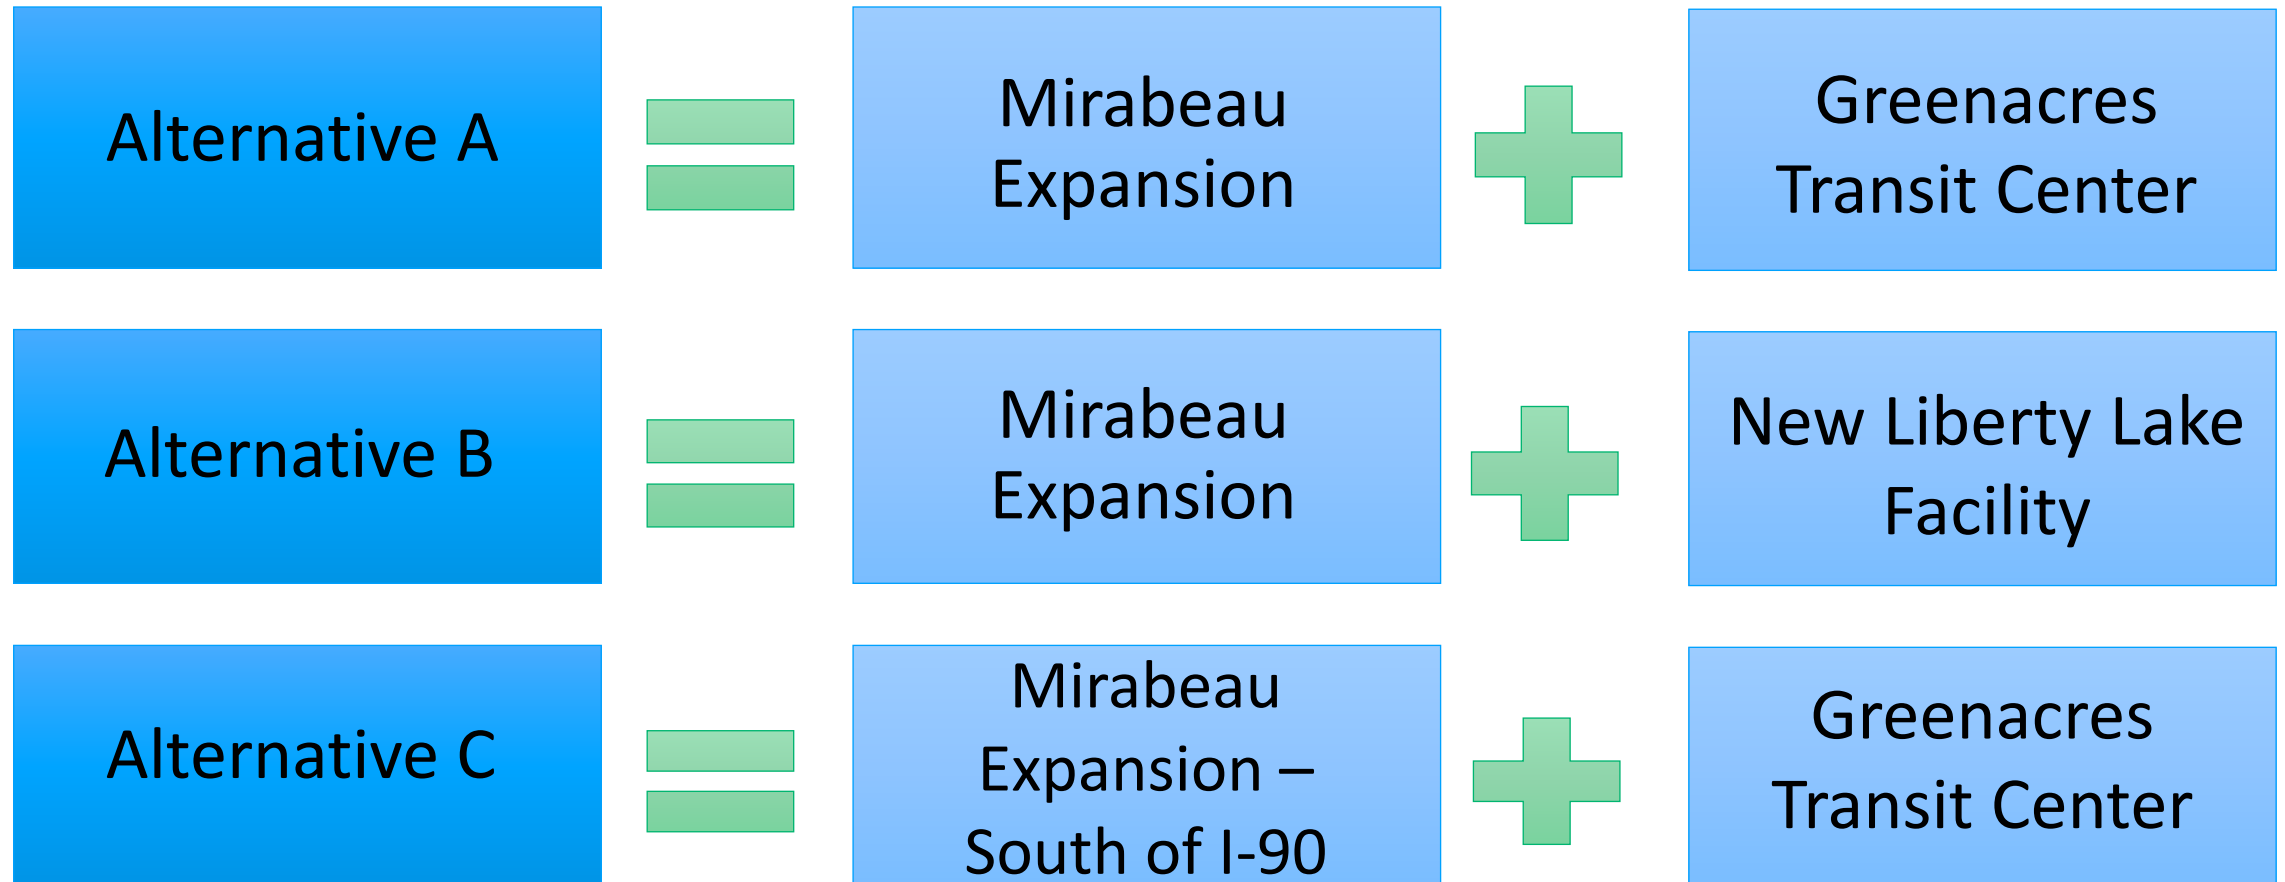 Alternative A
Mirabeau
Expansion
Greenacres
Transit Center
Alternative B
Mirabeau
Expansion
New Liberty Lake
Facility
Alternative C
Mirabeau
Expansion –
South of I-90
Greenacres
Transit Center